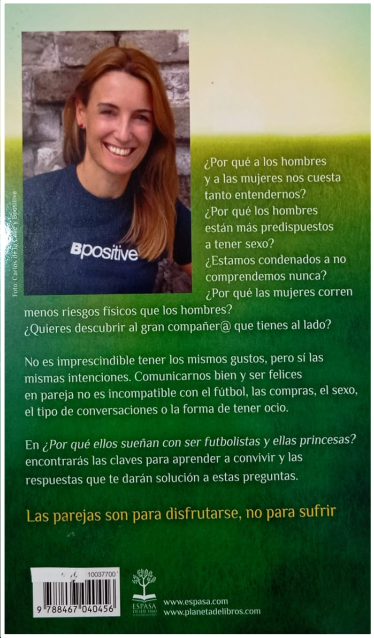 Bpositive
¿Por qué a los hombres
y a las mujeres nos cuesta
tanto entendernos?
¿Por qué los hombres
están más predispuestos
a tener sexo?
¿Estamos condenados a no
comprendernos nunca?
¿Por qué las mujeres corren
menos riesgos físicos que los hombres?
¿Quieres descubrir al gran compañer@ que tienes al lado?
No es imprescindible tener los mismos gustos, pero sí las
mismas intenciones. Comunicarnos bien y ser felices
en pareja no es incompatible con el fútbol, las compras, el sexo,
el tipo de conversaciones o la forma de tener ocio.
En ¿Por qué ellos sueñan con ser futbolistas y ellas princesas?
encontrarás las claves para aprender a convivir y las
respuestas que te darán solución a estas preguntas.
Las parejas son para disfrutarse, no para sufrir
10037700
9 788467 040456
ESPASA
www.espasa.com
www.planetadelibros.com